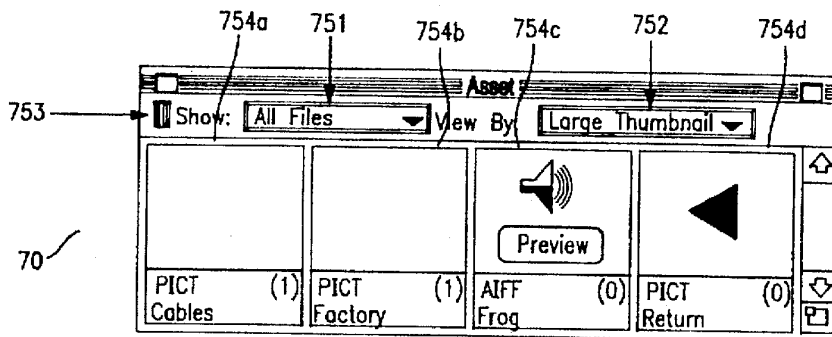 754a 751 754b 754c 752 754d
Asset
753 Show: All Files View By Large Thumbnail
Preview
70
PICT (1) PICT (1) AIFF (0) PICT (0)
Cables Factory Frog Return